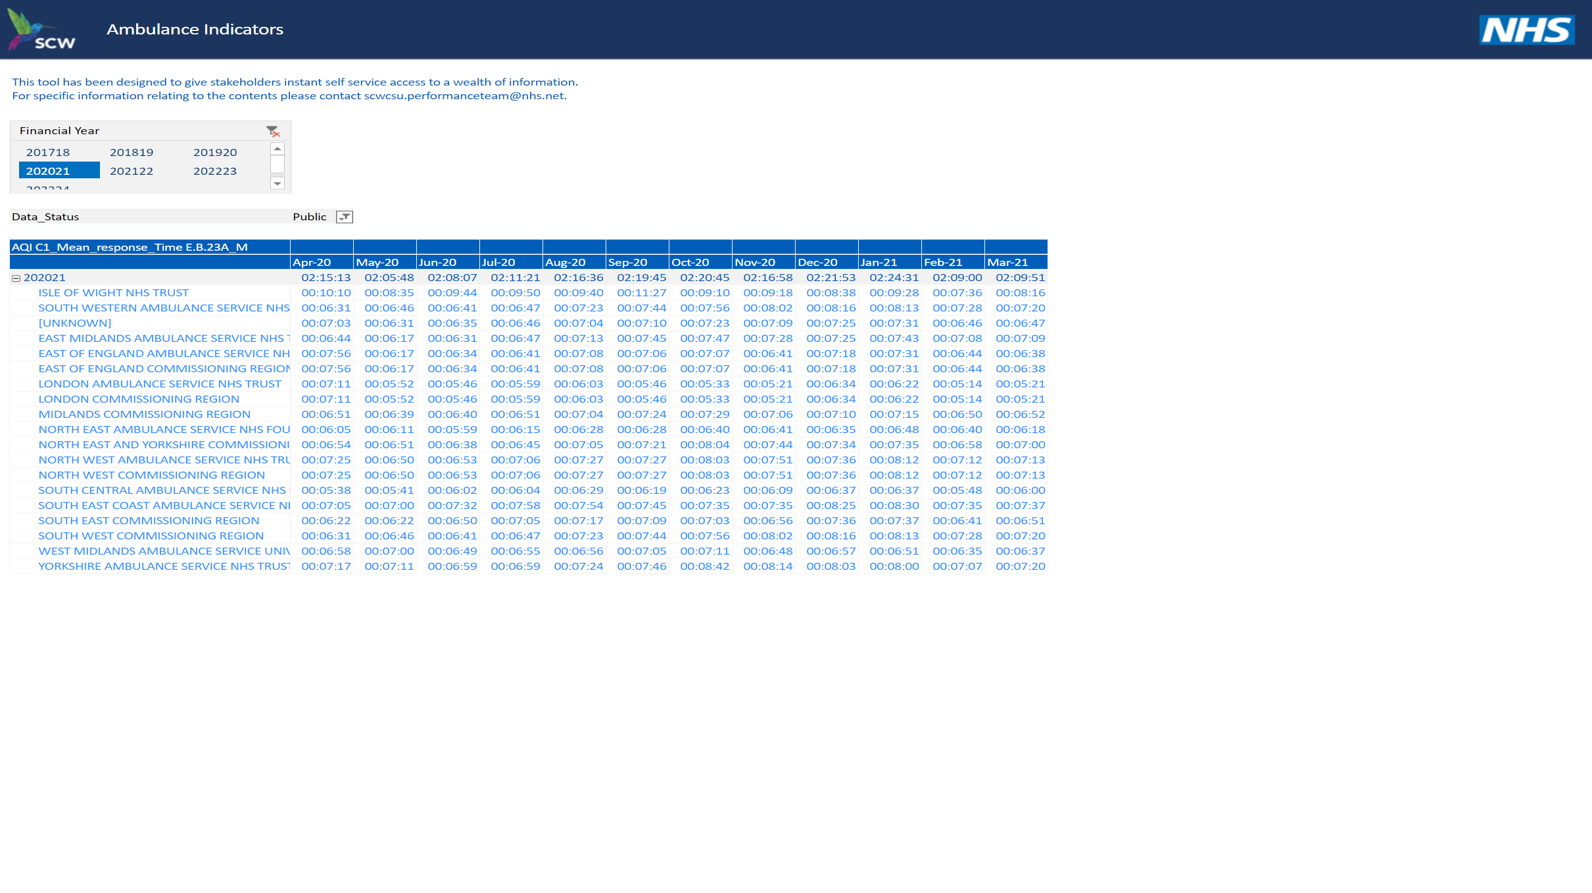 SCW
Ambulance Indicators
NHS
This tool has been designed to give stakeholders instant self service access to a wealth of information.
For specific information relating to the contents please contact scwcsu.performanceteam@nhs.net.
Financial Year
201718 201819 201920
202021 202122 202223
Data_Status Public
AQI C1_Mean_response_Time E.B.23A_M
Apr-20 May-20 Jun-20 Jul-20 Aug-20 Sep-20 Oct-20 Nov-20 Dec-20 Jan-21 Feb-21 Mar-21
202021 02:15:13 02:05:48 02:08:07 02:11:21 02:16:36 02:19:45 02:20:45 02:16:58 02:21:53 02:24:31 02:09:00 02:09:51
ISLE OF WIGHT NHS TRUST 00:10:10 00:08:35 00:09:44 00:09:50 00:09:40 00:11:27 00:09:10 00:09:18 00:08:38 00:09:28 00:07:36 00:08:16
SOUTH WESTERN AMBULANCE SERVICE NHS 00:06:31 00:06:46 00:06:41 00:06:47 00:07:23 00:07:44 00:07:56 00:08:02 00:08:16 00:08:13 00:07:28 00:07:20
[UNKNOWN] 00:07:03 00:06:31 00:06:35 00:06:46 00:07:04 00:07:10 00:07:23 00:07:09 00:07:25 00:07:31 00:06:46 00:06:47
EAST MIDLANDS AMBULANCE SERVICE NHS T 00:06:44 00:06:17 00:06:31 00:06:47 00:07:13 00:07:45 00:07:47 00:07:28 00:07:25 00:07:43 00:07:08 00:07:09
EAST OF ENGLAND AMBULANCE SERVICE NH 00:07:56 00:06:17 00:06:34 00:06:41 00:07:08 00:07:06 00:07:07 00:06:41 00:07:18 00:07:31 00:06:44 00:06:38
EAST OF ENGLAND COMMISSIONING REGION 00:07:56 00:06:17 00:06:34 00:06:41 00:07:08 00:07:06 00:07:07 00:06:41 00:07:18 00:07:31 00:06:44 00:06:38
LONDON AMBULANCE SERVICE NHS TRUST 00:07:11 00:05:52 00:05:46 00:05:59 00:06:03 00:05:46 00:05:33 00:05:21 00:06:34 00:06:22 00:05:14 00:05:21
LONDON COMMISSIONING REGION 00:07:11 00:05:52 00:05:46 00:05:59 00:06:03 00:05:46 00:05:33 00:05:21 00:06:34 00:06:22 00:05:14 00:05:21
MIDLANDS COMMISSIONING REGION 00:06:51 00:06:39 00:06:40 00:06:51 00:07:04 00:07:24 00:07:29 00:07:06 00:07:10 00:07:15 00:06:50 00:06:52
NORTH EAST AMBULANCE SERVICE NHS FOU 00:06:05 00:06:11 00:05:59 00:06:15 00:06:28 00:06:28 00:06:40 00:06:41 00:06:35 00:06:48 00:06:40 00:06:18
NORTH EAST AND YORKSHIRE COMMISSIONI 00:06:54 00:06:51 00:06:38 00:06:45 00:07:05 00:07:21 00:08:04 00:07:44 00:07:34 00:07:35 00:06:58 00:07:00
NORTH WEST AMBULANCE SERVICE NHS TRU 00:07:25 00:06:50 00:06:53 00:07:06 00:07:27 00:07:27 00:08:03 00:07:51 00:07:36 00:08:12 00:07:12 00:07:13
NORTH WEST COMMISSIONING REGION 00:07:25 00:06:50 00:06:53 00:07:06 00:07:27 00:07:27 00:08:03 00:07:51 00:07:36 00:08:12 00:07:12 00:07:13
SOUTH CENTRAL AMBULANCE SERVICE NHS 00:05:38 00:05:41 00:06:02 00:06:04 00:06:29 00:06:19 00:06:23 00:06:09 00:06:37 00:06:37 00:05:48 00:06:00
SOUTH EAST COAST AMBULANCE SERVICE NI 00:07:05 00:07:00 00:07:32 00:07:58 00:07:54 00:07:45 00:07:35 00:07:35 00:08:25 00:08:30 00:07:35 00:07:37
SOUTH EAST COMMISSIONING REGION 00:06:22 00:06:22 00:06:50 00:07:05 00:07:17 00:07:09 00:07:03 00:06:56 00:07:36 00:07:37 00:06:41 00:06:51
SOUTH WEST COMMISSIONING REGION 00:06:31 00:06:46 00:06:41 00:06:47 00:07:23 00:07:44 00:07:56 00:08:02 00:08:16 00:08:13 00:07:28 00:07:20
WEST MIDLANDS AMBULANCE SERVICE UNIV 00:06:58 00:07:00 00:06:49 00:06:55 00:06:56 00:07:05 00:07:11 00:06:48 00:06:57 00:06:51 00:06:35 00:06:37
YORKSHIRE AMBULANCE SERVICE NHS TRUST 00:07:17 00:07:11 00:06:59 00:06:59 00:07:24 00:07:46 00:08:42 00:08:14 00:08:03 00:08:00 00:07:07 00:07:20